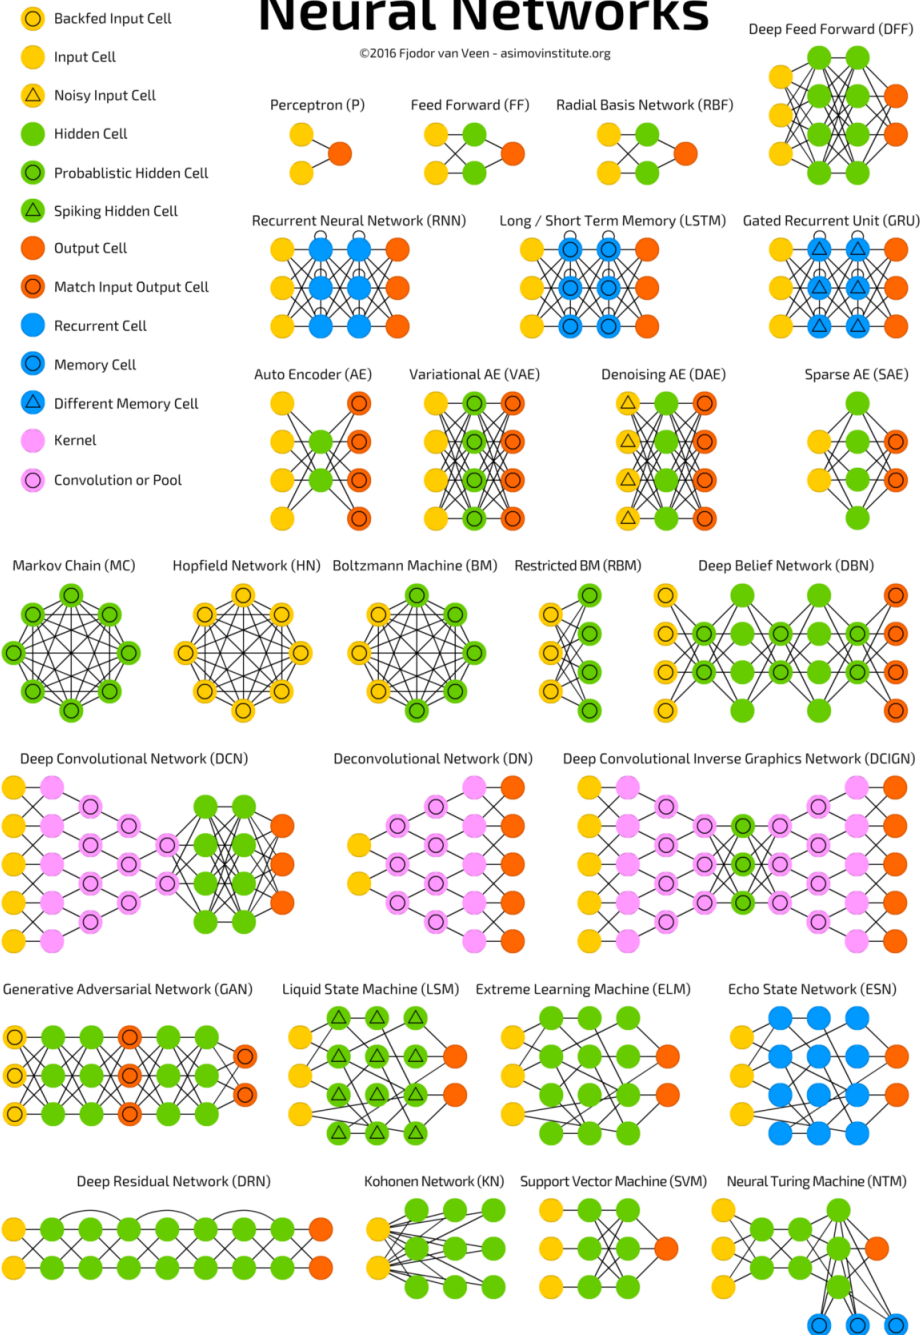 Neural Networks
©2016 Fjodor van Veen - asimovinstitute.org
Backfed Input Cell
Input Cell
Noisy Input Cell
Hidden Cell
Probablistic Hidden Cell
Spiking Hidden Cell
Output Cell
Match Input Output Cell
Recurrent Cell
Memory Cell
Different Memory Cell
Kernel
Convolution or Pool
Deep Feed Forward (DFF)
Perceptron (P)
Feed Forward (FF)
Radial Basis Network (RBF)
Recurrent Neural Network (RNN)
Long / Short Term Memory (LSTM)
Gated Recurrent Unit (GRU)
Auto Encoder (AE)
Variational AE (VAE)
Denoising AE (DAE)
Sparse AE (SAE)
Markov Chain (MC)
Hopfield Network (HN)
Boltzmann Machine (BM)
Restricted BM (RBM)
Deep Belief Network (DBN)
Deep Convolutional Network (DCN)
Deconvolutional Network (DN)
Deep Convolutional Inverse Graphics Network (DCIGN)
Generative Adversarial Network (GAN)
Liquid State Machine (LSM)
Extreme Learning Machine (ELM)
Echo State Network (ESN)
Deep Residual Network (DRN)
Kohonen Network (KN)
Support Vector Machine (SVM)
Neural Turing Machine (NTM)